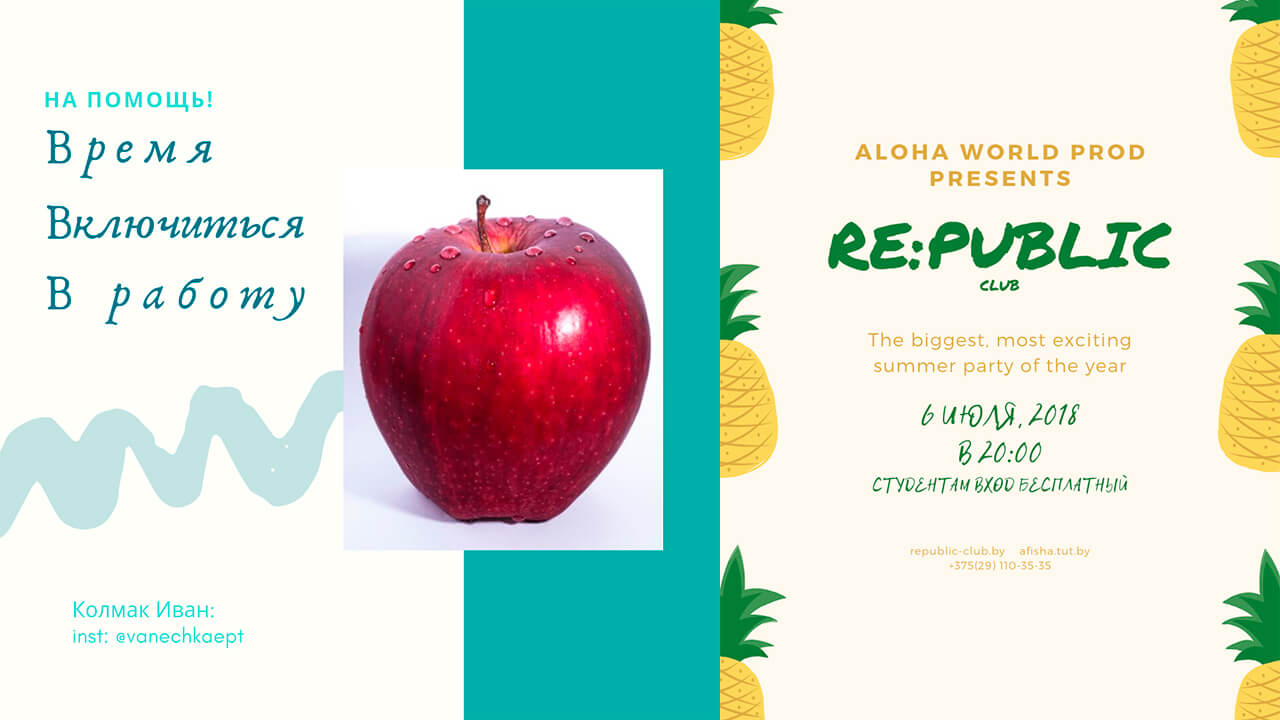 НА ПОМОЩЬ!
Время
Включиться
В работу
Колмак Иван:
inst: @vanechkaept
ALOHA WORLD PROD
PRESENTS
RE:PUBLIC
CLUB
The biggest, most exciting
summer party of the year
6 ИЮЛЯ, 2018
В 20:00
СТУДЕНТАМ ВХОД БЕСПЛАТНЫЙ
republic-club.by afisha.tut.by
+375(29) 110-35-35